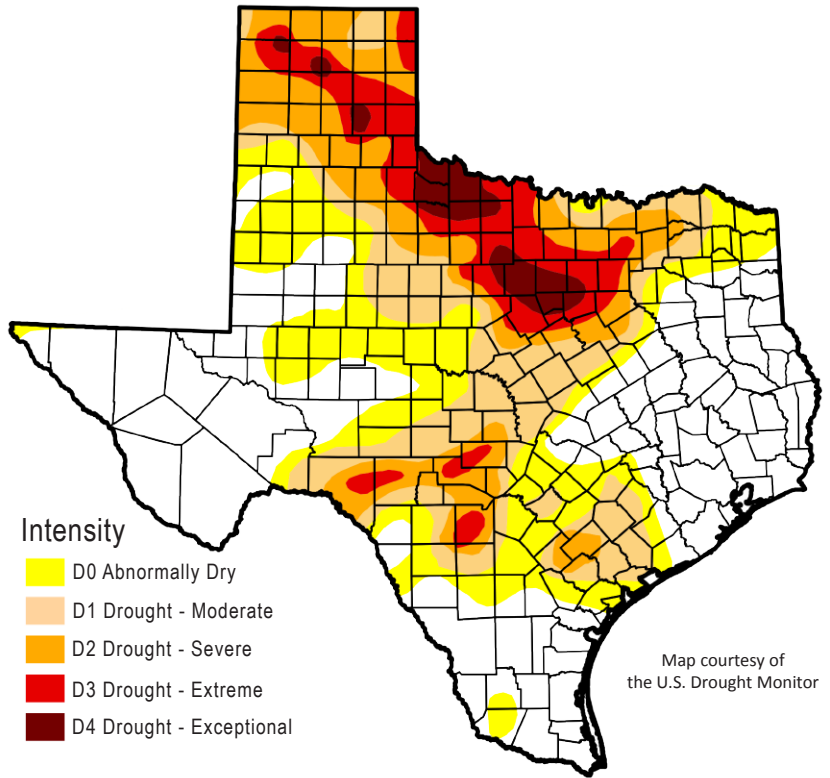 Intensity
D0 Abnormally Dry
D1 Drought - Moderate
D2 Drought - Severe
D3 Drought - Extreme
D4 Drought - Exceptional
Map courtesy of
the U.S. Drought Monitor